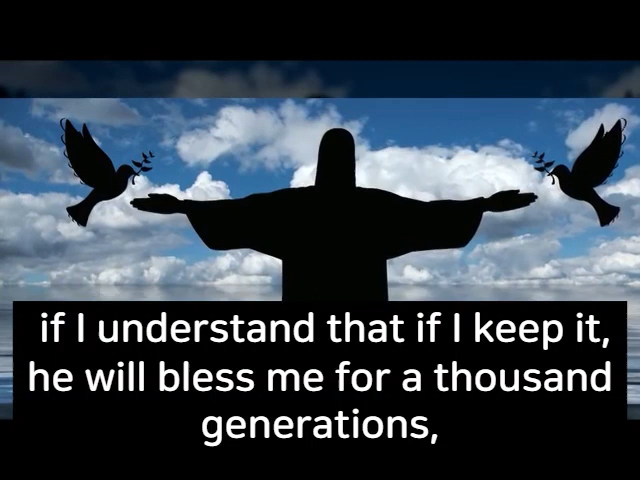 if I understand that if I keep it,
he will bless me for a thousand
generations,